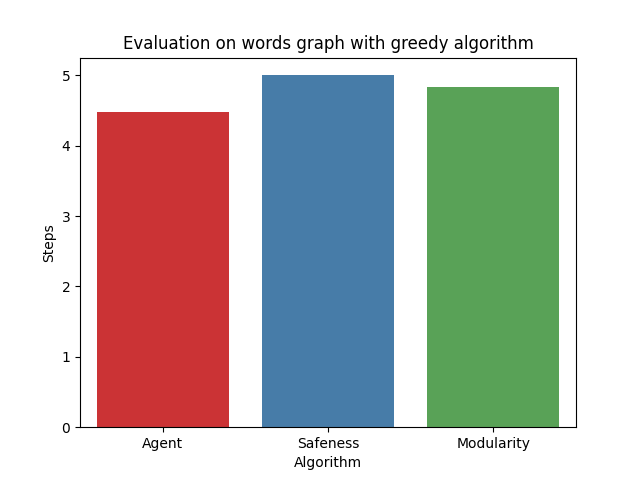 Evaluation on words graph with greedy algorithm
5
4
3
2
1
0
Steps
Agent
Safeness
Modularity
Algorithm